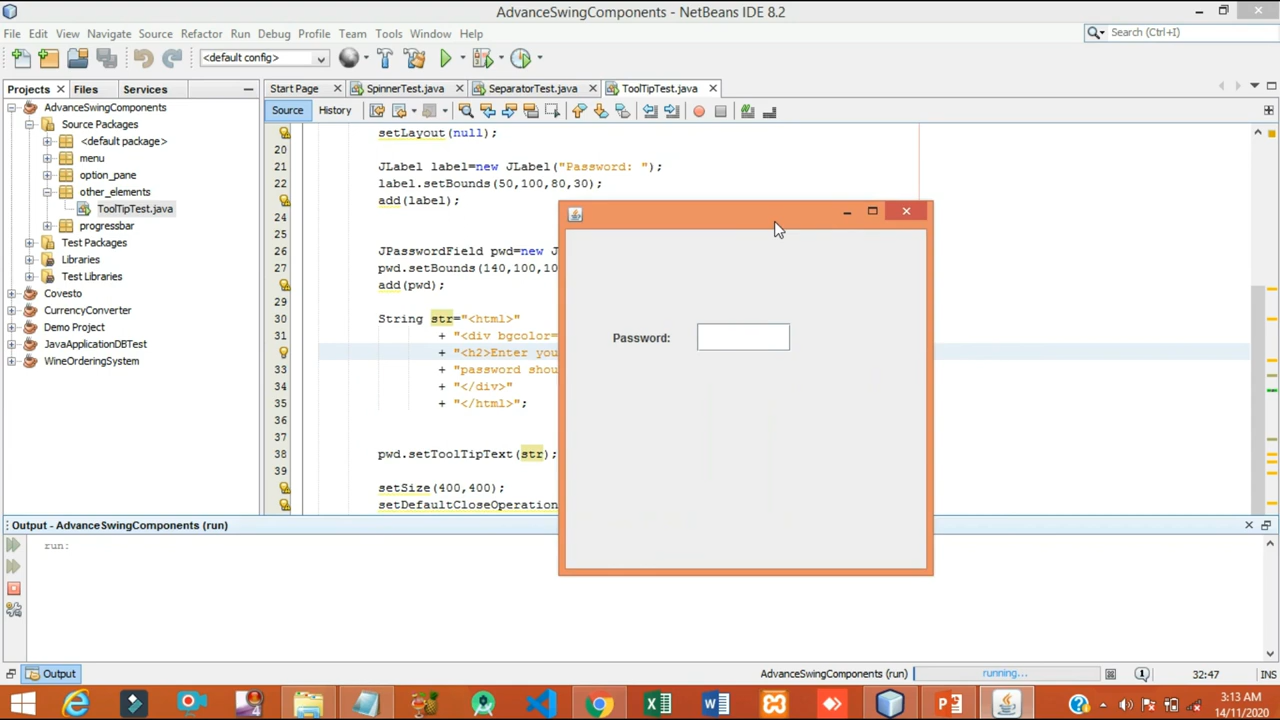 AdvanceSwingComponents - NetBeans IDE 8.2
File Edit View Navigate Source Refactor Run Debug Profile Team Tools Window Help
Search (Ctrl+I)
<default config>
Projects Files Services
Start Page SpinnerTest.java SeparatorTest.java ToolTipTest.java
Source History
AdvanceSwingComponents
Source Packages
<default package>
menu
option_pane
other_elements
ToolTipTest.java
progressbar
Test Packages
Libraries
Test Libraries
Covesto
CurrencyConverter
Demo Project
JavaApplicationDBTest
WineOrderingSystem
setLayout(null);
20
21 JLabel label=new JLabel("Password: ");
22 label.setBounds(50,100,80,30);
add(label);
24
26 JPasswordField pwd=new J
27 pwd.setBounds(140,100,10
add(pwd);
29
30 String str="<html>"
31 + "<div bgcolor=
+ "<h2>Enter you
33 + "password shou
34 + "</div>"
35 + "</html>";
36
37
38 pwd.setToolTipText(str);
39
setSize(400,400);
setDefaultCloseOperation
Password:
Output - AdvanceSwingComponents (run)
run:
Output
AdvanceSwingComponents (run) running... 1 32:47 INS
3:13 AM
14/11/2020